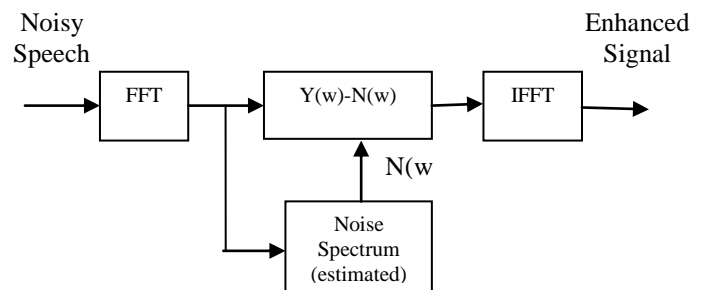 Noisy
Speech
Enhanced
Signal
FFT
Y(w)-N(w)
IFFT
N(w
Noise
Spectrum
(estimated)